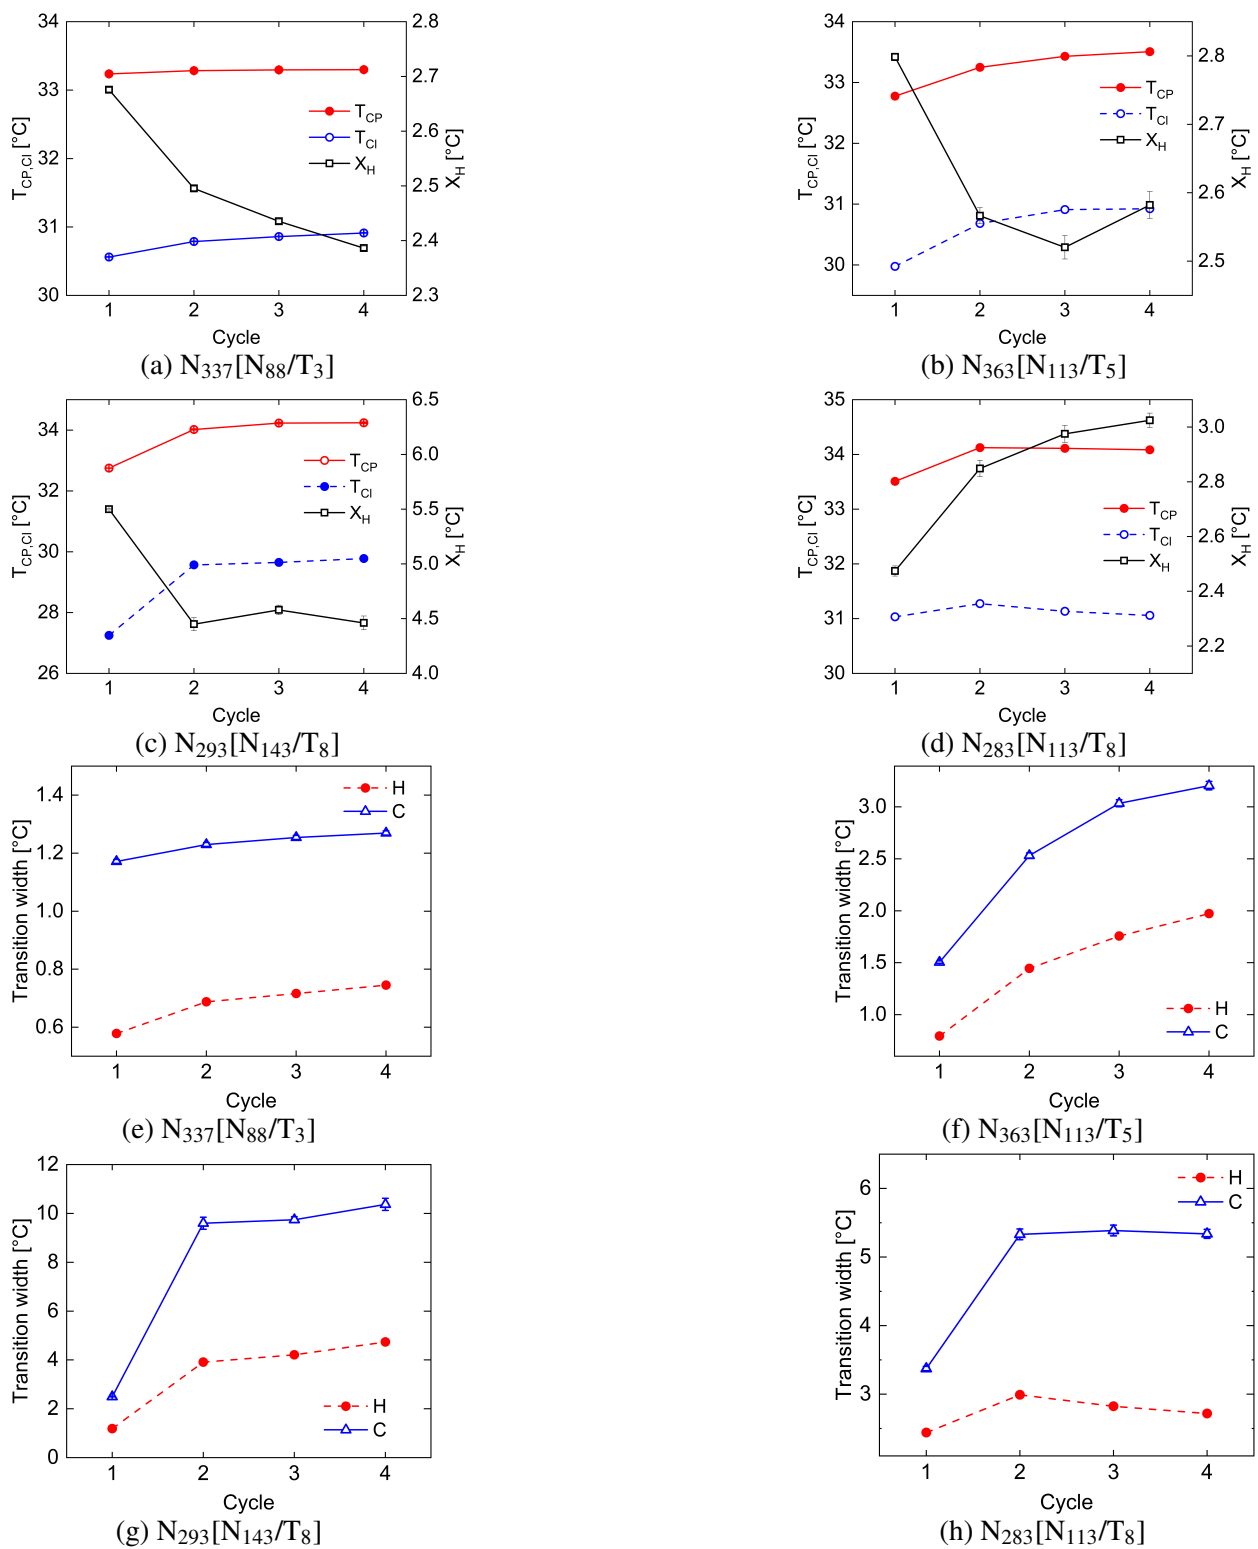 34
33
32
31
30
T_CP,CI [°C]
2.8
2.7
2.6
2.5
2.4
2.3
X_H [°C]
T_CP
T_CI
X_H
1 2 3 4
Cycle
(a) N₃₃₇[N₈₈/T₃]
34
33
32
31
30
T_CP,CI [°C]
2.8
2.7
2.6
2.5
X_H [°C]
T_CP
T_CI
X_H
1 2 3 4
Cycle
(b) N₃₆₃[N₁₁₃/T₅]
34
32
30
28
26
T_CP,CI [°C]
6.5
6.0
5.5
5.0
4.5
4.0
X_H [°C]
T_CP
T_CI
X_H
1 2 3 4
Cycle
(c) N₂₉₃[N₁₄₃/T₈]
35
34
33
32
31
30
T_CP,CI [°C]
3.0
2.8
2.6
2.4
2.2
X_H [°C]
T_CP
T_CI
X_H
1 2 3 4
Cycle
(d) N₂₈₃[N₁₁₃/T₈]
1.4
1.2
1.0
0.8
0.6
Transition width [°C]
H
C
1 2 3 4
Cycle
(e) N₃₃₇[N₈₈/T₃]
3.0
2.5
2.0
1.5
1.0
Transition width [°C]
H
C
1 2 3 4
Cycle
(f) N₃₆₃[N₁₁₃/T₅]
12
10
8
6
4
2
0
Transition width [°C]
H
C
1 2 3 4
Cycle
(g) N₂₉₃[N₁₄₃/T₈]
6
5
4
3
Transition width [°C]
H
C
1 2 3 4
Cycle
(h) N₂₈₃[N₁₁₃/T₈]